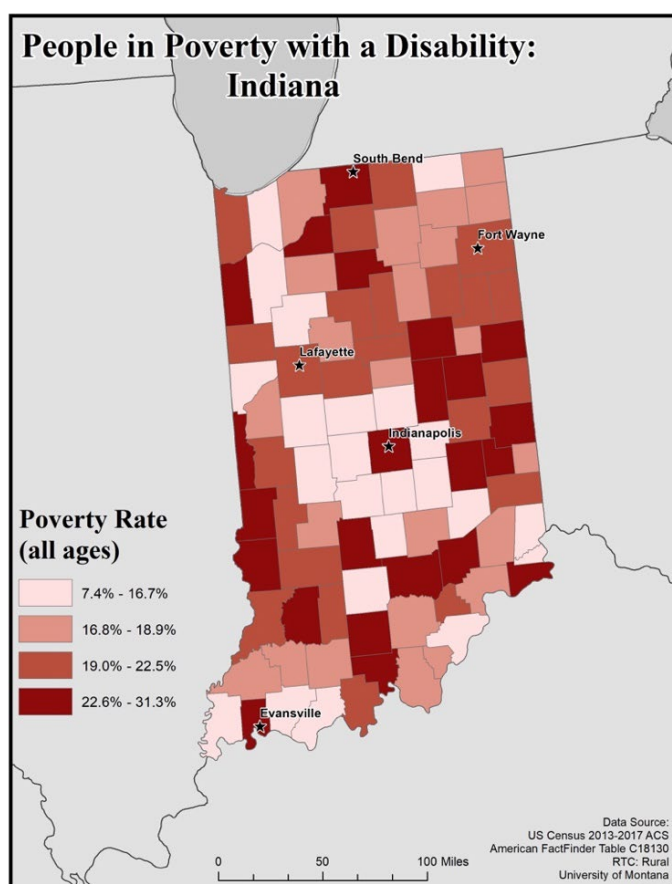 People in Poverty with a Disability:
Indiana
South Bend
Fort Wayne
Lafayette
Indianapolis
Evansville
Poverty Rate
(all ages)
7.4% - 16.7%
16.8% - 18.9%
19.0% - 22.5%
22.6% - 31.3%
0 50 100 Miles
Data Source:
US Census 2013-2017 ACS
American FactFinder Table C18130
RTC: Rural
University of Montana